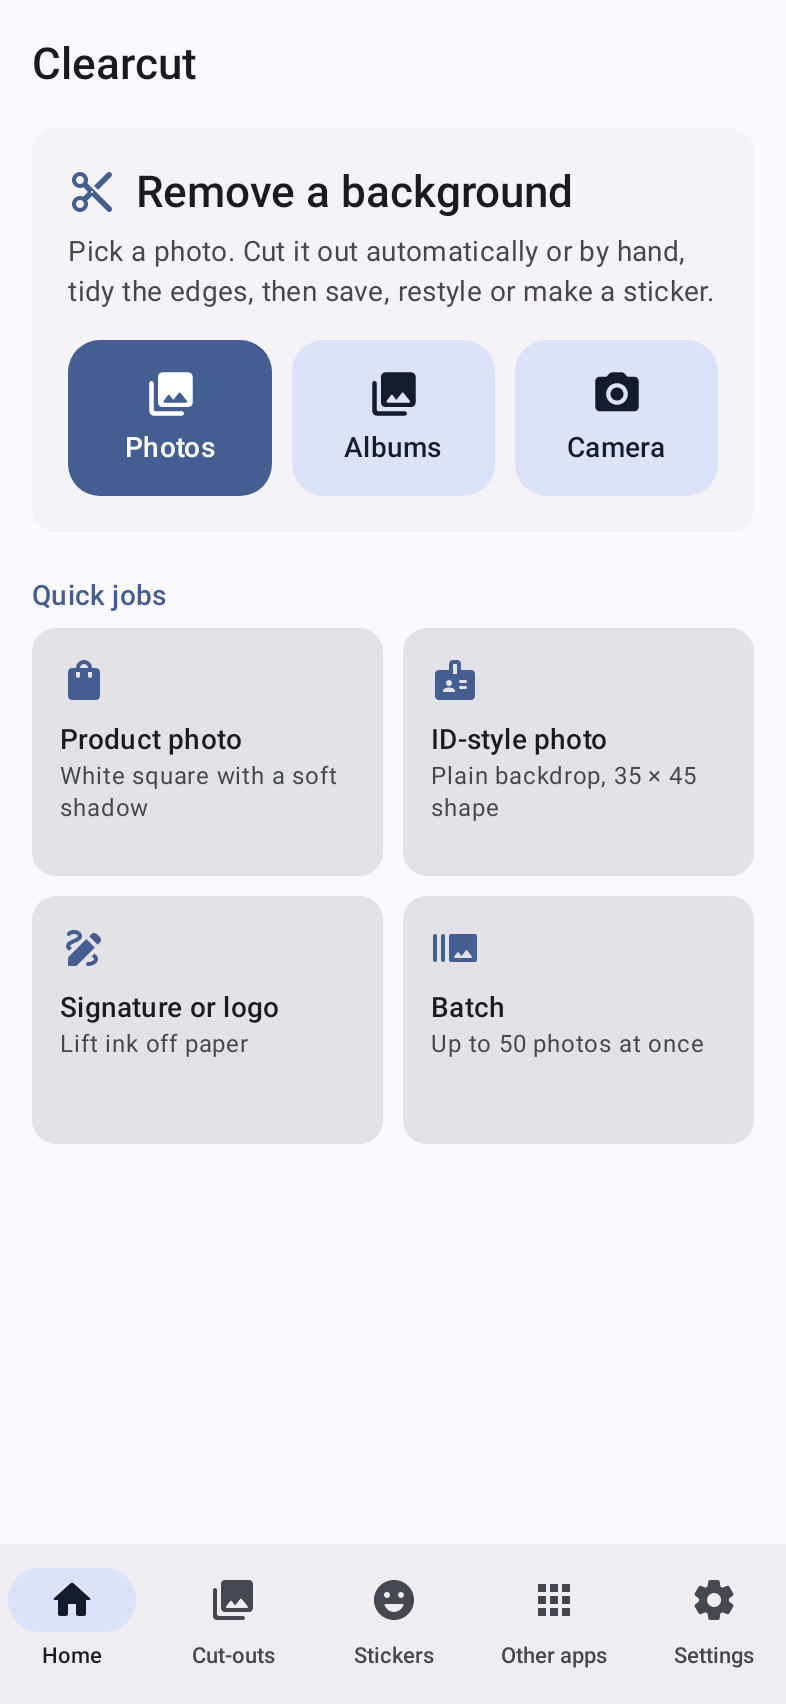 Clearcut
Remove a background
Pick a photo. Cut it out automatically or by hand,
tidy the edges, then save, restyle or make a sticker.
Photos
Albums
Camera
Quick jobs
Product photo
White square with a soft
shadow
ID-style photo
Plain backdrop, 35 × 45
shape
Signature or logo
Lift ink off paper
Batch
Up to 50 photos at once
Home
Cut-outs
Stickers
Other apps
Settings